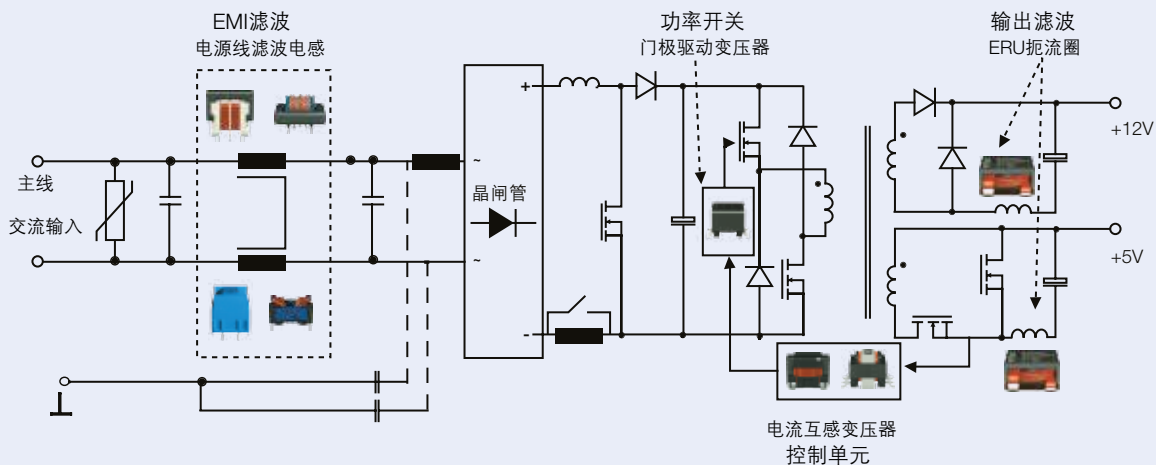 EMI滤波
电源线滤波电感
功率开关
门极驱动变压器
输出滤波
ERU扼流圈
+
+12V
~
主线
晶闸管
交流输入
~
+5V
-
电流互感变压器
控制单元